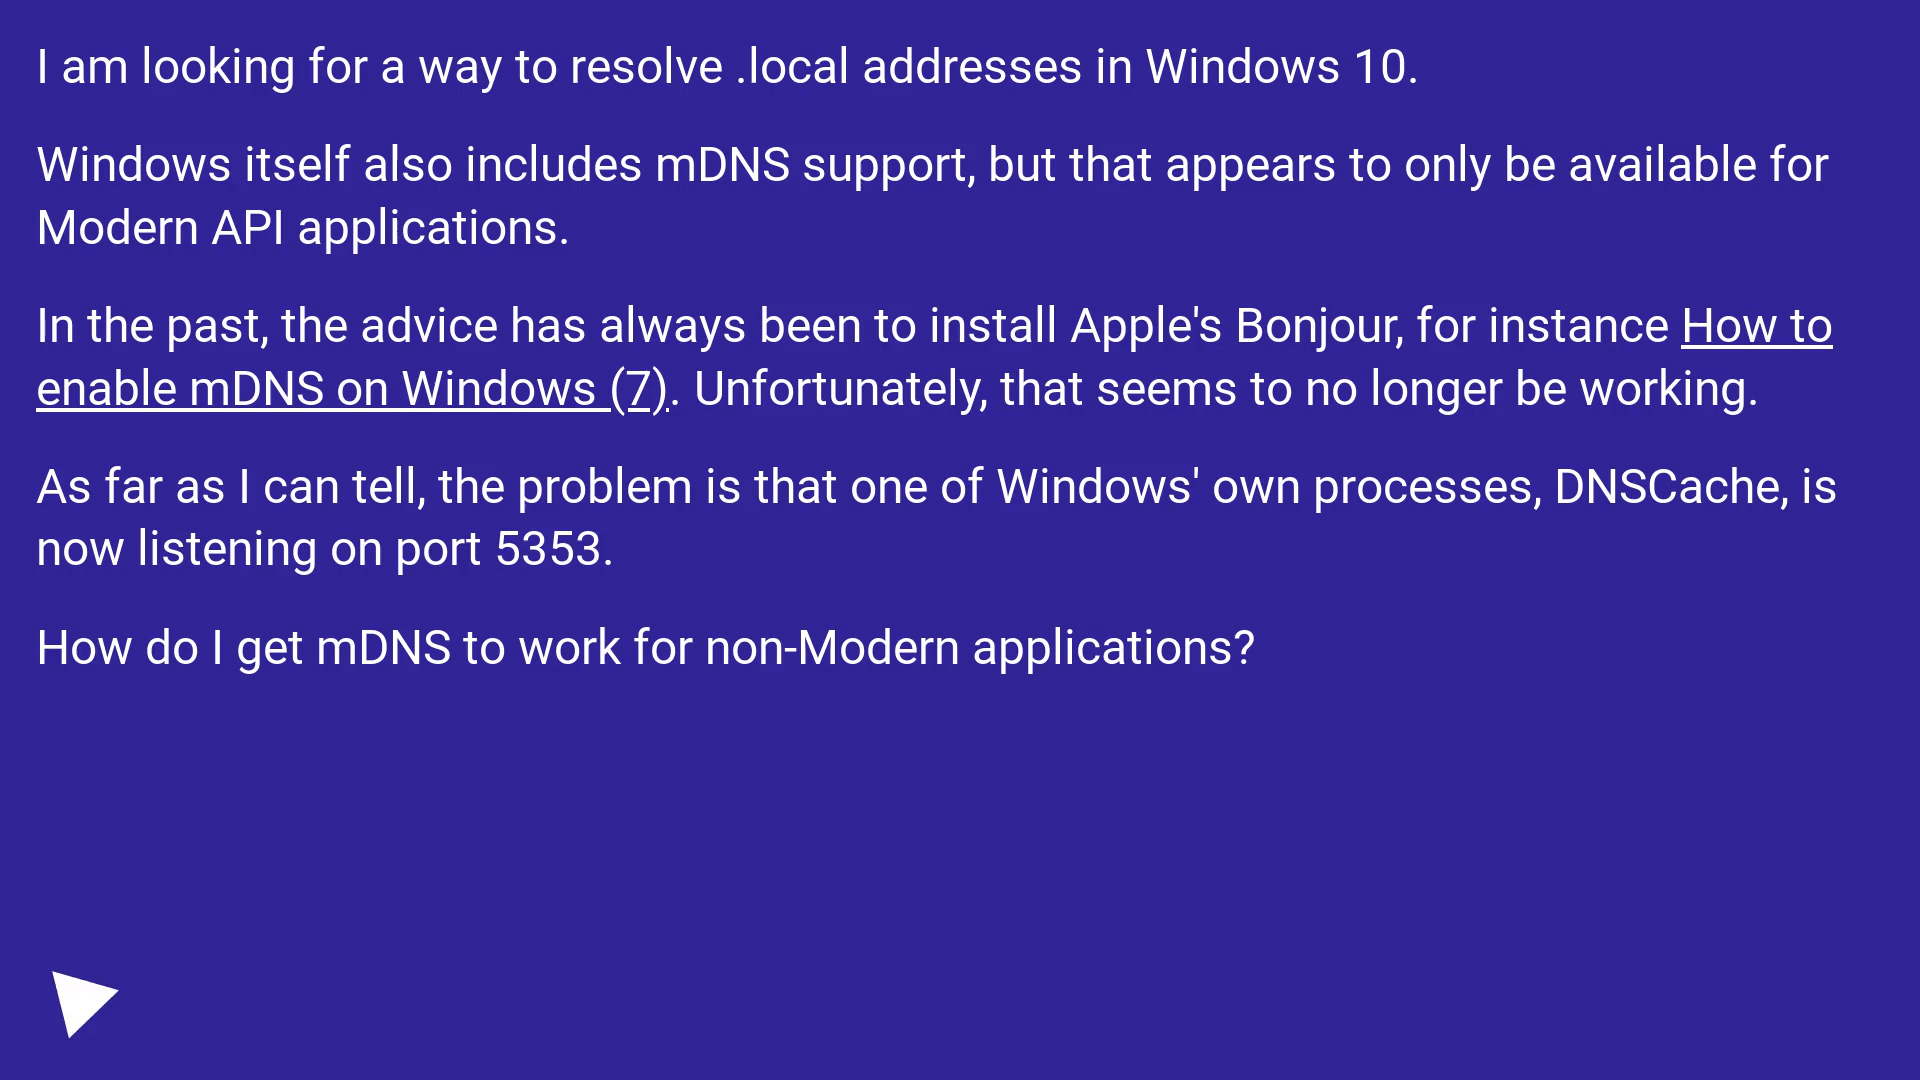 I am looking for a way to resolve .local addresses in Windows 10.
Windows itself also includes mDNS support, but that appears to only be available for
Modern API applications.
In the past, the advice has always been to install Apple's Bonjour, for instance How to
enable mDNS on Windows (7). Unfortunately, that seems to no longer be working.
As far as I can tell, the problem is that one of Windows' own processes, DNSCache, is
now listening on port 5353.
How do I get mDNS to work for non-Modern applications?